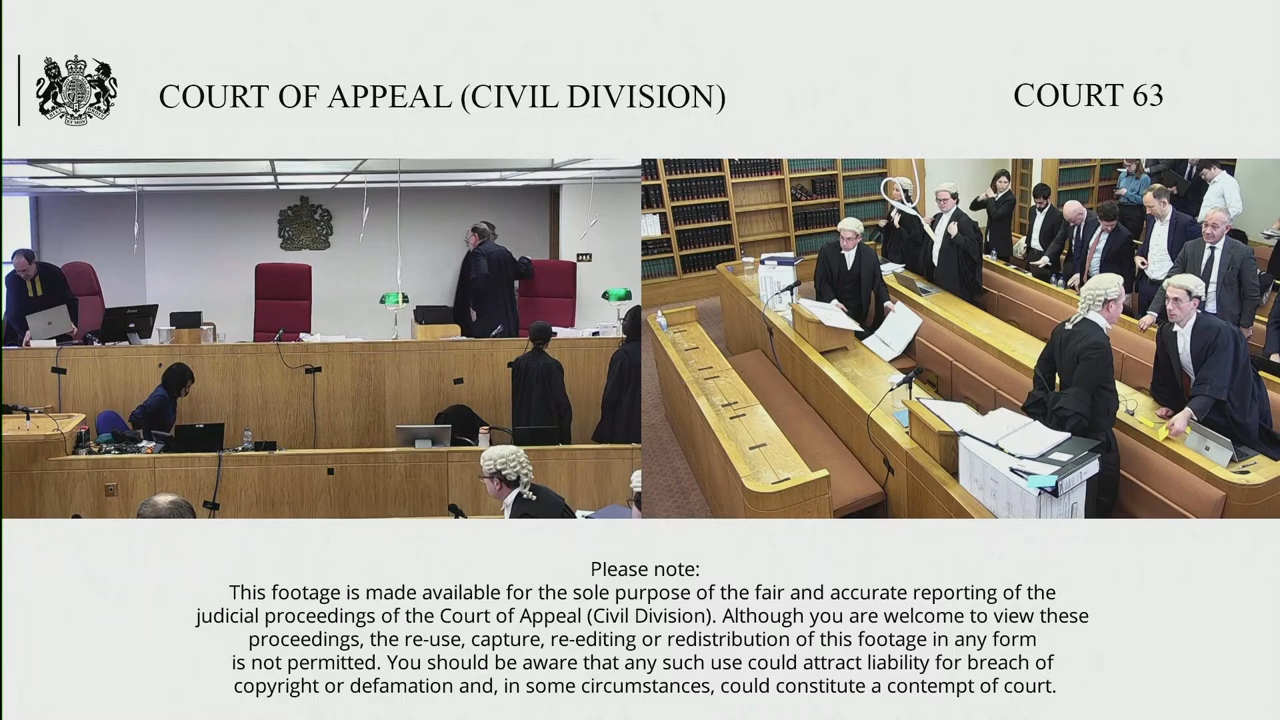 COURT OF APPEAL (CIVIL DIVISION)
COURT 63
Please note:
This footage is made available for the sole purpose of the fair and accurate reporting of the
judicial proceedings of the Court of Appeal (Civil Division). Although you are welcome to view these
proceedings, the re-use, capture, re-editing or redistribution of this footage in any form
is not permitted. You should be aware that any such use could attract liability for breach of
copyright or defamation and, in some circumstances, could constitute a contempt of court.